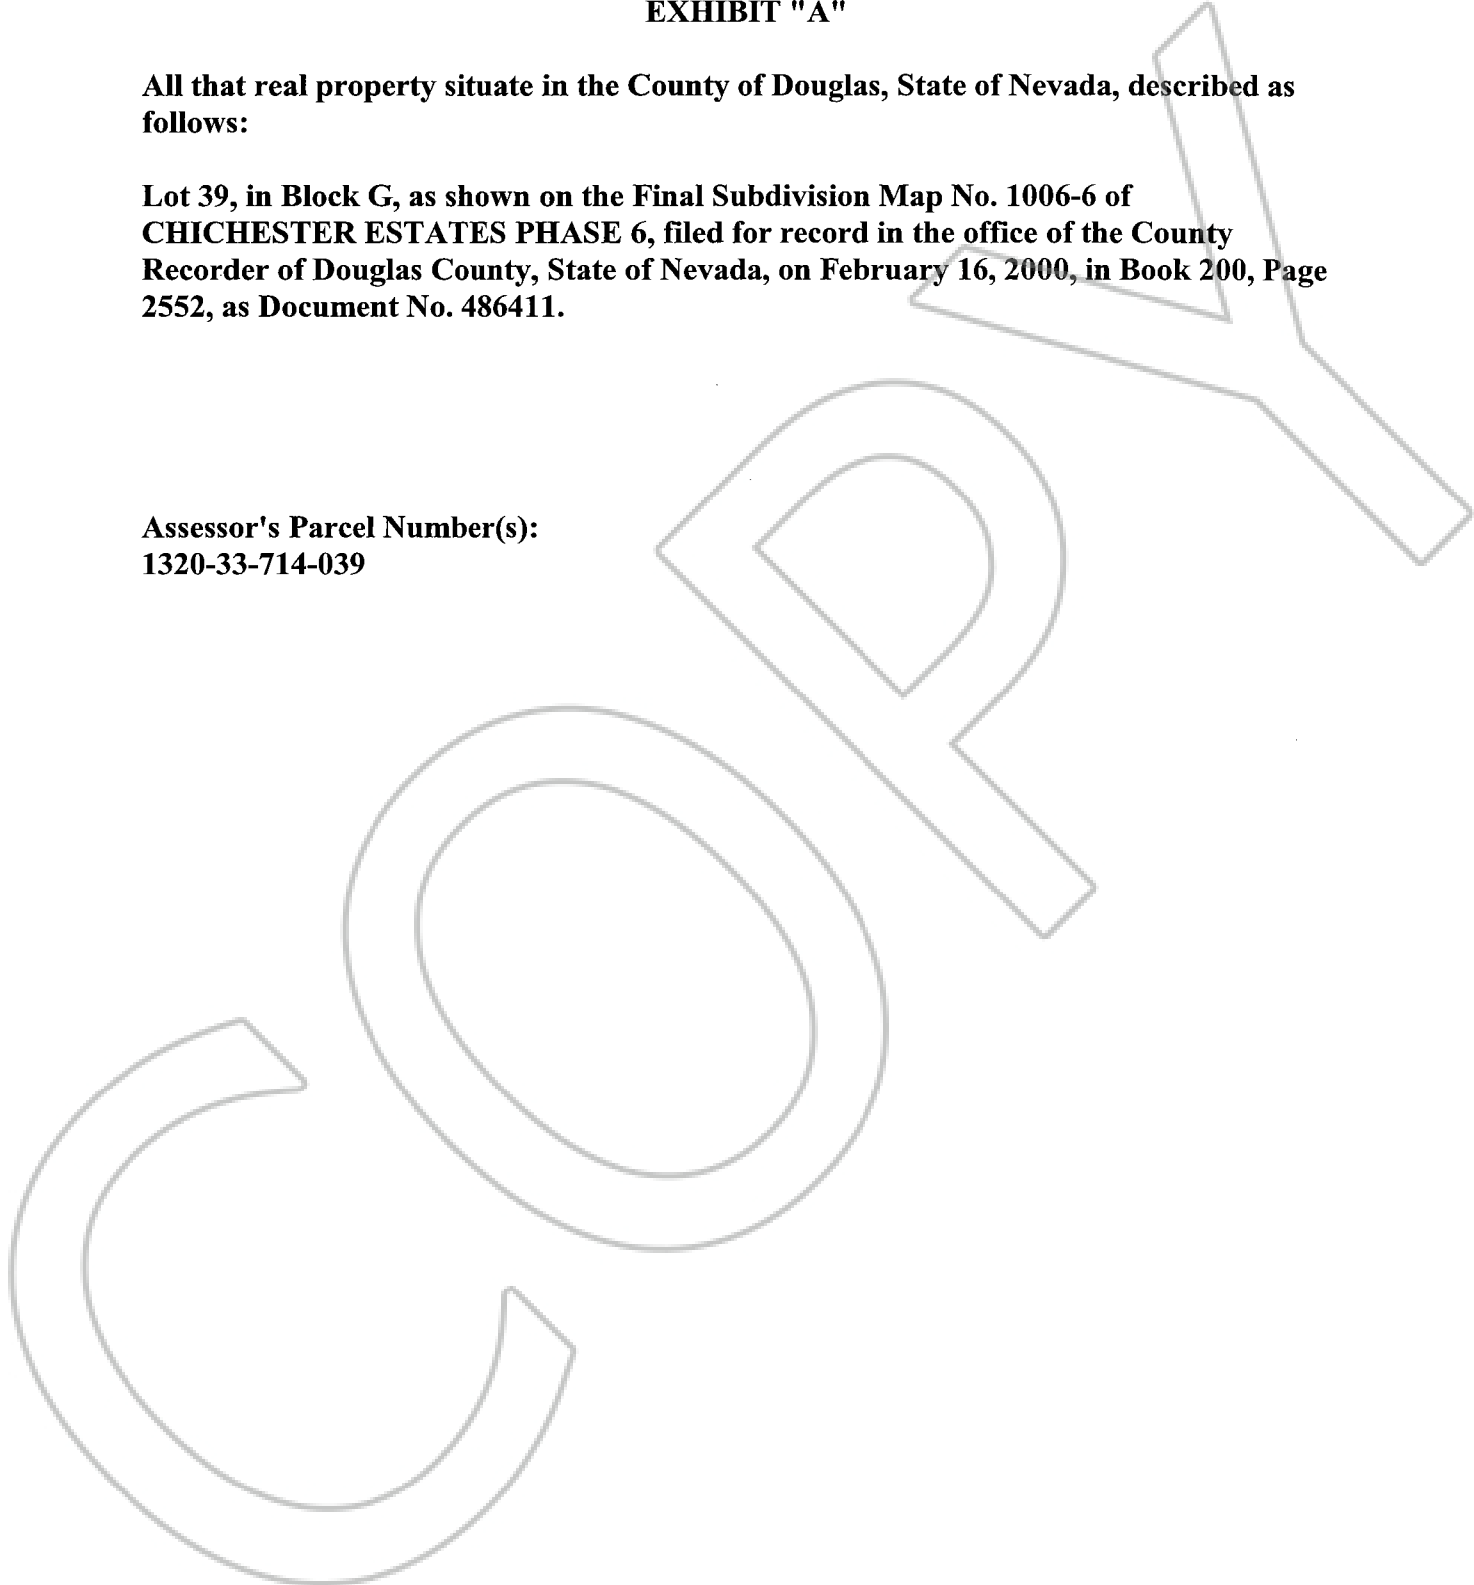 EXHIBIT "A"
All that real property situate in the County of Douglas, State of Nevada, described as
follows:
Lot 39, in Block G, as shown on the Final Subdivision Map No. 1006-6 of
CHICHESTER ESTATES PHASE 6, filed for record in the office of the County
Recorder of Douglas County, State of Nevada, on February 16, 2000, in Book 200, Page
2552, as Document No. 486411.
Assessor's Parcel Number(s):
1320-33-714-039
COPY